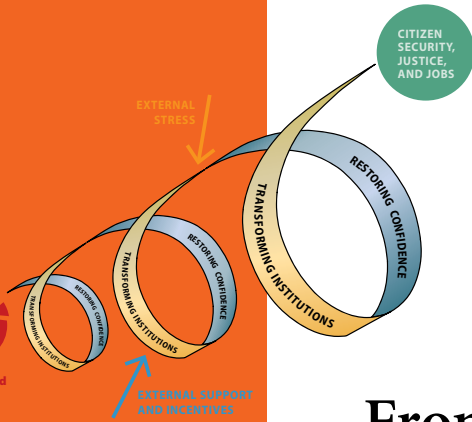 CITIZEN
SECURITY,
JUSTICE,
AND JOBS
EXTERNAL
STRESS
RESTORING CONFIDENCE
TRANSFORMING INSTITUTIONS
RESTORING CONFIDENCE
TRANSFORMING INSTITUTIONS
RESTORING CONFIDENCE
TRANSFORMING INSTITUTIONS
EXTERNAL SUPPORT
AND INCENTIVES